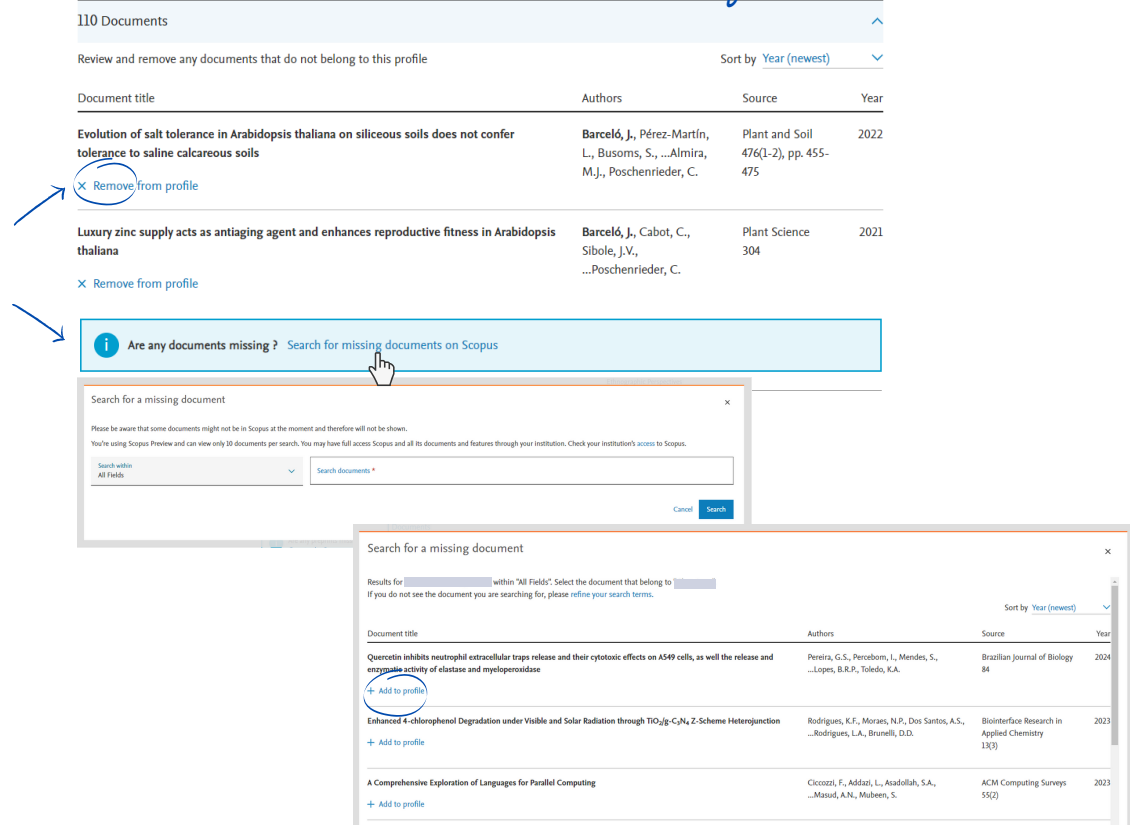 110 Documents
Review and remove any documents that do not belong to this profile
Sort by Year (newest)
Document title Authors Source Year
Evolution of salt tolerance in Arabidopsis thaliana on siliceous soils does not confer
tolerance to saline calcareous soils
Barceló, J., Pérez-Martín,
L., Busoms, S., ...Almira,
M.J., Poschenrieder, C.
Plant and Soil
476(1-2), pp. 455-
475
2022
× Remove from profile
Luxury zinc supply acts as antiaging agent and enhances reproductive fitness in Arabidopsis
thaliana
Barceló, J., Cabot, C.,
Sibole, J.V.,
...Poschenrieder, C.
Plant Science
304
2021
× Remove from profile
i Are any documents missing ? Search for missing documents on Scopus
Search for a missing document ×
Please be aware that some documents might not be in Scopus at the moment and therefore will not be shown.
You're using Scopus Preview and can view only 10 documents per search. You may have full access Scopus and all its documents and features through your institution. Check your institution's access to Scopus.
Search within
All Fields
Search documents *
Cancel Search
Search for a missing document ×
Results for within "All Fields". Select the document that belong to
If you do not see the document you are searching for, please refine your search terms.
Sort by Year (newest)
Document title Authors Source Year
Quercetin inhibits neutrophil extracellular traps release and their cytotoxic effects on A549 cells, as well the release and
enzymatic activity of elastase and myeloperoxidase
Pereira, G.S., Percebom, I., Mendes, S.,
...Lopes, B.R.P., Toledo, K.A.
Brazilian Journal of Biology
84
2024
+ Add to profile
Enhanced 4-chlorophenol Degradation under Visible and Solar Radiation through TiO₂/g-C₃N₄ Z-Scheme Heterojunction
Rodrigues, K.F., Moraes, N.P., Dos Santos, A.S.,
...Rodrigues, L.A., Brunelli, D.D.
Biointerface Research in
Applied Chemistry
13(3)
2023
+ Add to profile
A Comprehensive Exploration of Languages for Parallel Computing
Ciccozzi, F., Addazi, L., Asadollah, S.A.,
...Masud, A.N., Mubeen, S.
ACM Computing Surveys
55(2)
2023
+ Add to profile